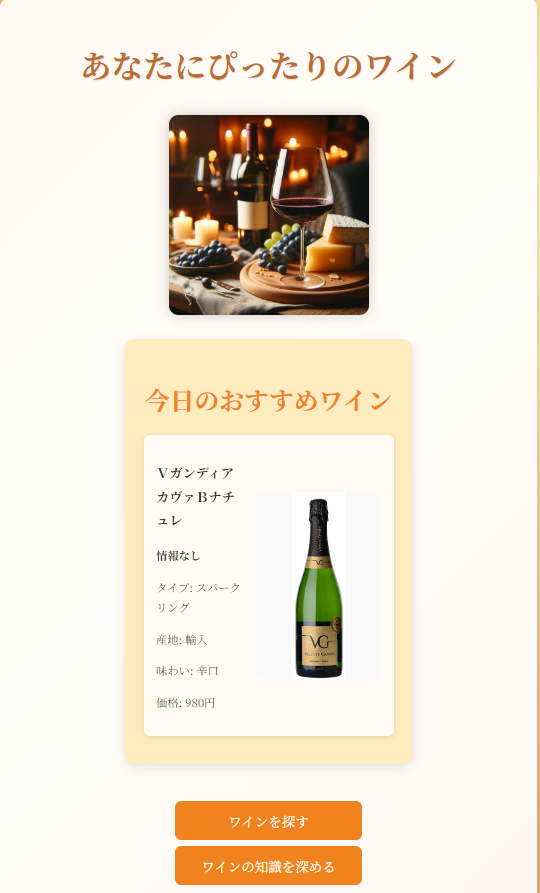 あなたにぴったりのワイン
今日のおすすめワイン
Ｖガンディア
カヴァＢナチ
ュレ
情報なし
タイプ: スパーク
リング
産地: 輸入
味わい: 辛口
価格: 980円
VG
ワインを探す
ワインの知識を深める